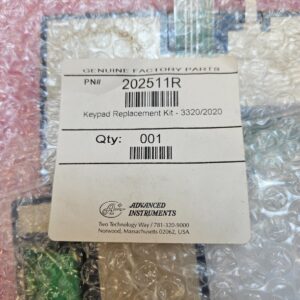 GENUINE FACTORY PARTS
PN# 202511R
Keypad Replacement Kit - 3320/2020
Qty: 001
ADVANCED
INSTRUMENTS
Two Technology Way / 781-320-9000
Norwood, Massachusetts 02062, USA